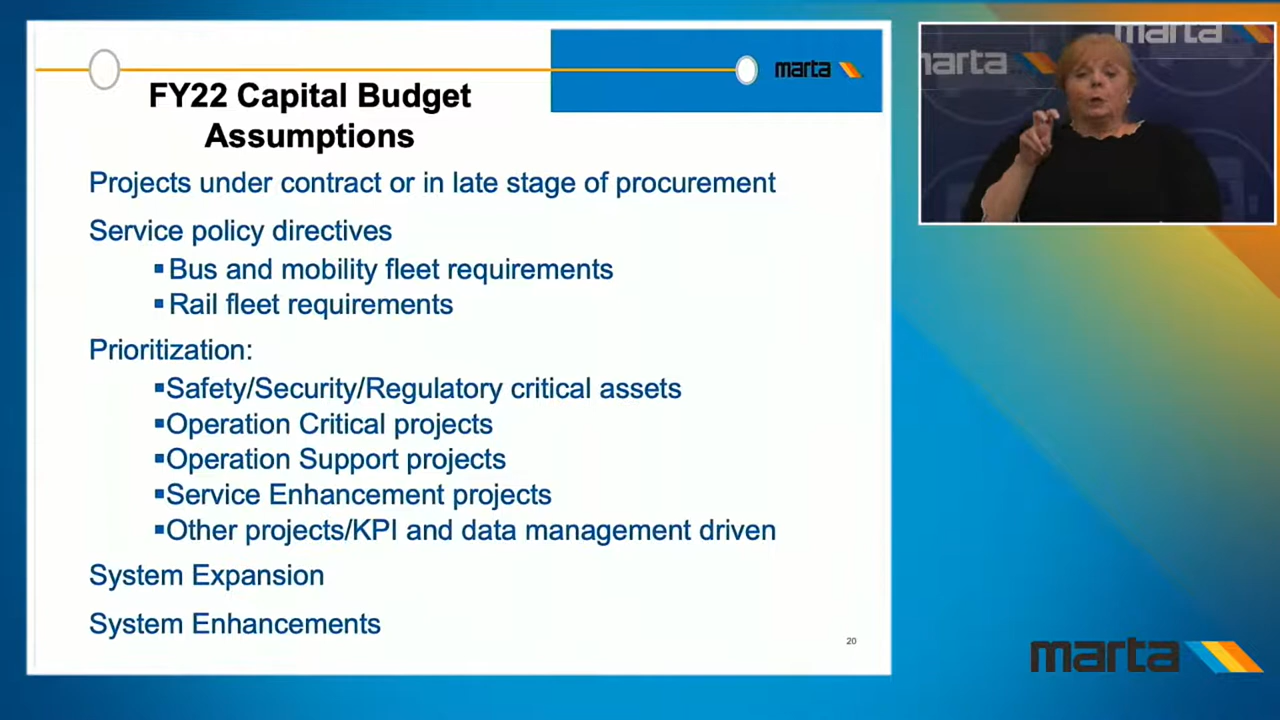 FY22 Capital Budget
Assumptions
marta
Projects under contract or in late stage of procurement
Service policy directives
▪Bus and mobility fleet requirements
▪Rail fleet requirements
Prioritization:
▪Safety/Security/Regulatory critical assets
▪Operation Critical projects
▪Operation Support projects
▪Service Enhancement projects
▪Other projects/KPI and data management driven
System Expansion
System Enhancements
20
marta
marta
marta